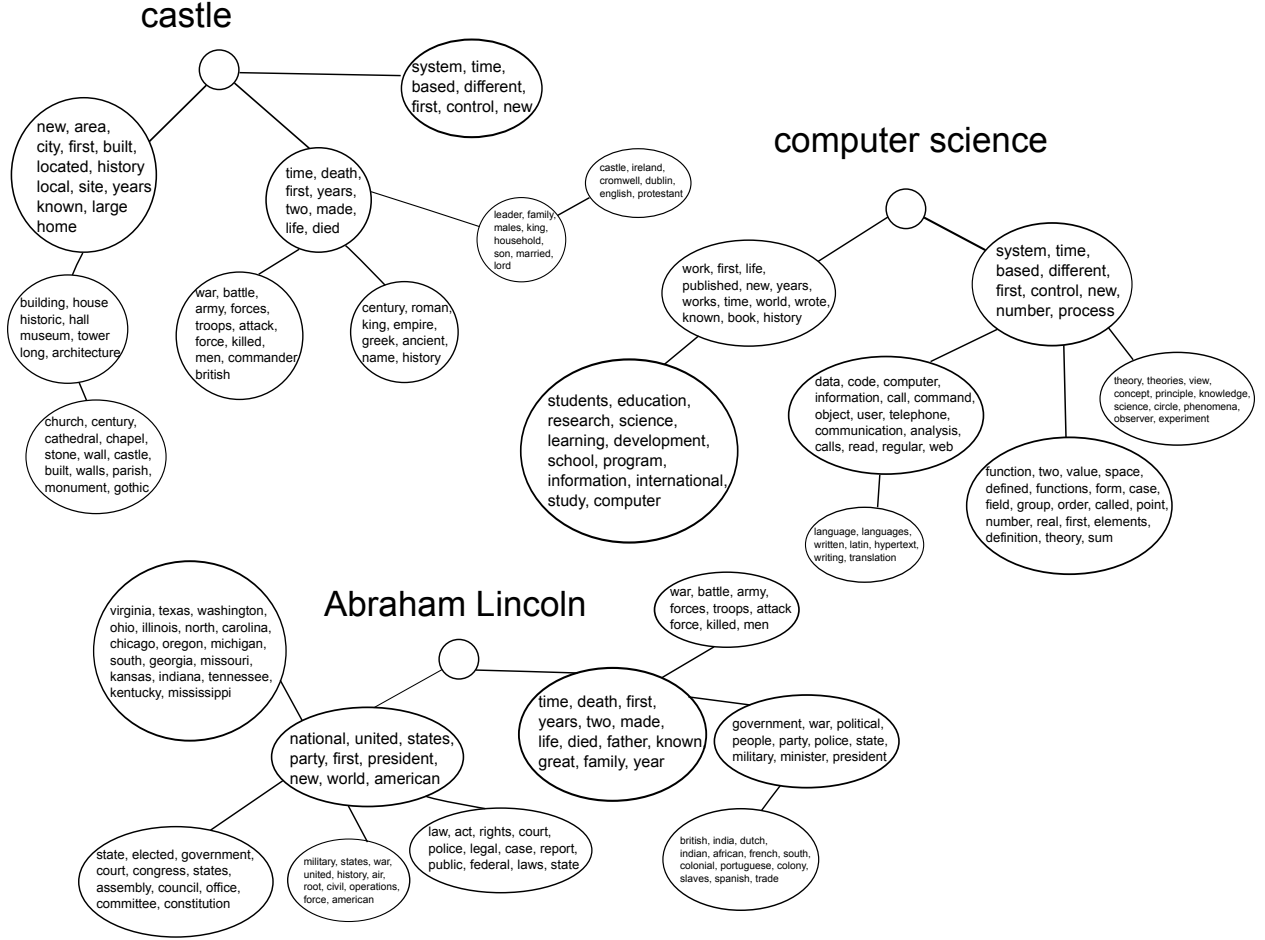 castle
system, time,
based, different,
first, control, new
new, area,
city, first, built,
located, history
local, site, years
known, large
home
time, death,
first, years,
two, made,
life, died
leader, family,
males, king,
household,
son, married,
lord
castle, ireland,
cromwell, dublin,
english, protestant
building, house
historic, hall
museum, tower
long, architecture
war, battle,
army, forces,
troops, attack,
force, killed,
men, commander
british
century, roman,
king, empire,
greek, ancient,
name, history
church, century,
cathedral, chapel,
stone, wall, castle,
built, walls, parish,
monument, gothic
computer science
work, first, life,
published, new, years,
works, time, world, wrote,
known, book, history
system, time,
based, different,
first, control, new,
number, process
students, education,
research, science,
learning, development,
school, program,
information, international,
study, computer
data, code, computer,
information, call, command,
object, user, telephone,
communication, analysis,
calls, read, regular, web
theory, theories, view,
concept, principle, knowledge,
science, circle, phenomena,
observer, experiment
function, two, value, space,
defined, functions, form, case,
field, group, order, called, point,
number, real, first, elements,
definition, theory, sum
language, languages,
written, latin, hypertext,
writing, translation
Abraham Lincoln
virginia, texas, washington,
ohio, illinois, north, carolina,
chicago, oregon, michigan,
south, georgia, missouri,
kansas, indiana, tennessee,
kentucky, mississippi
war, battle, army,
forces, troops, attack
force, killed, men
national, united, states,
party, first, president,
new, world, american
time, death, first,
years, two, made,
life, died, father, known
great, family, year
government, war, political,
people, party, police, state,
military, minister, president
state, elected, government,
court, congress, states,
assembly, council, office,
committee, constitution
military, states, war,
united, history, air,
root, civil, operations,
force, american
law, act, rights, court,
police, legal, case, report,
public, federal, laws, state
british, india, dutch,
indian, african, french, south,
colonial, portuguese, colony,
slaves, spanish, trade